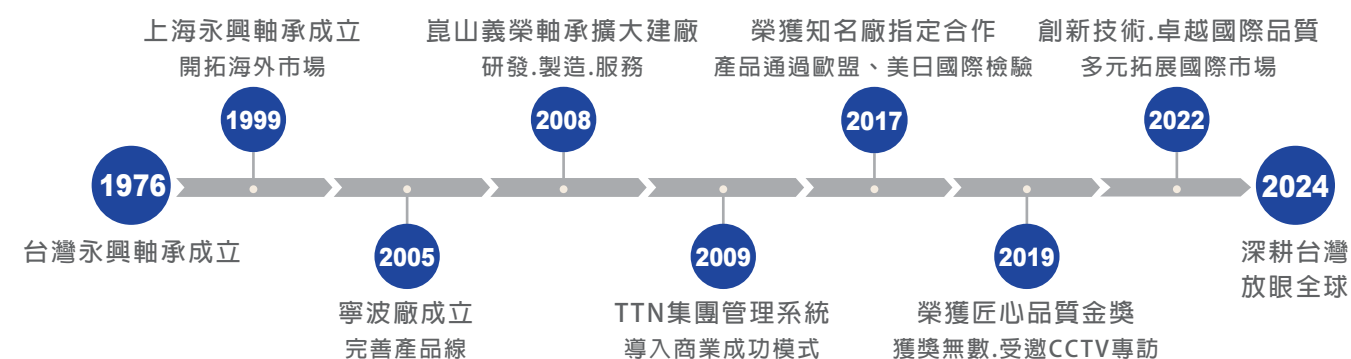 上海永興軸承成立
開拓海外市場
1999
崑山義榮軸承擴大建廠
研發.製造.服務
2008
榮獲知名廠指定合作
產品通過歐盟、美日國際檢驗
2017
創新技術.卓越國際品質
多元拓展國際市場
2022
1976
台灣永興軸承成立
2005
寧波廠成立
完善產品線
2009
TTN集團管理系統
導入商業成功模式
2019
榮獲匠心品質金獎
獲獎無數.受邀CCTV專訪
2024
深耕台灣
放眼全球